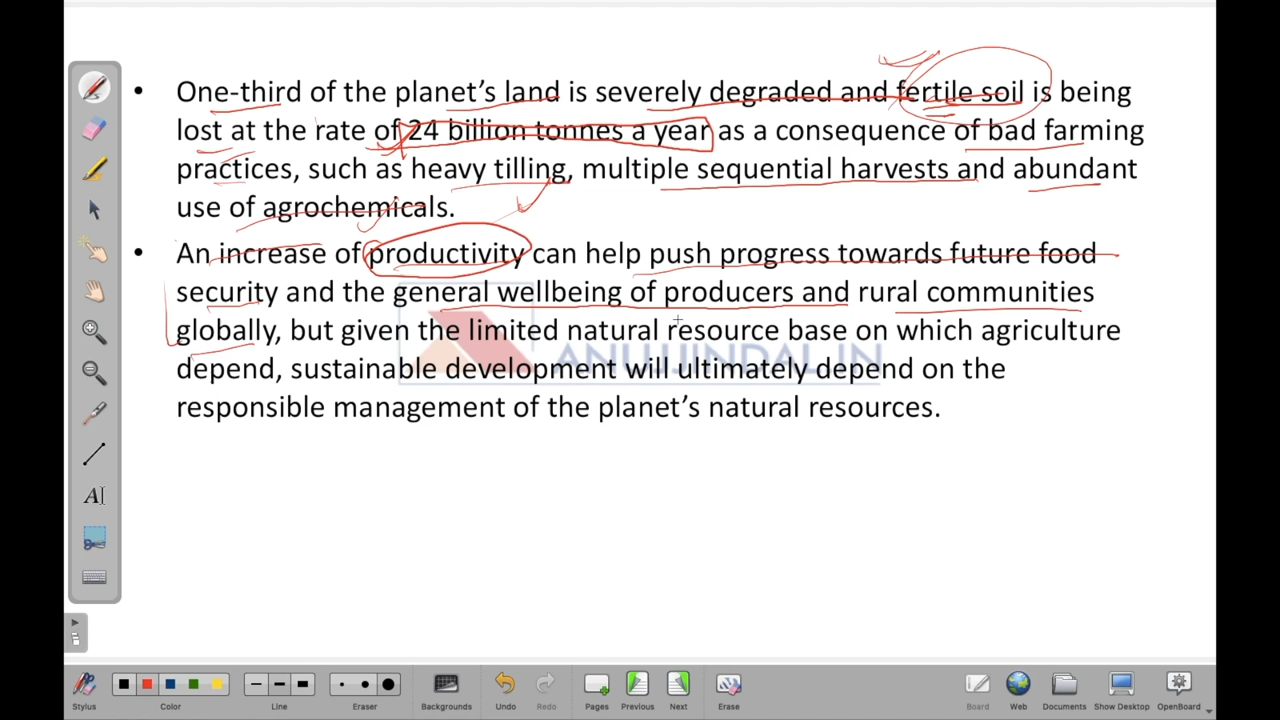 • One-third of the planet’s land is severely degraded and fertile soil is being
lost at the rate of 24 billion tonnes a year as a consequence of bad farming
practices, such as heavy tilling, multiple sequential harvests and abundant
use of agrochemicals.
• An increase of productivity can help push progress towards future food
security and the general wellbeing of producers and rural communities
globally, but given the limited natural resource base on which agriculture
ANUJJINDAL.IN
depend, sustainable development will ultimately depend on the
responsible management of the planet’s natural resources.
A
Stylus Color Line Eraser Backgrounds Undo Redo Pages Previous Next Erase Board Web Documents Show Desktop OpenBoard